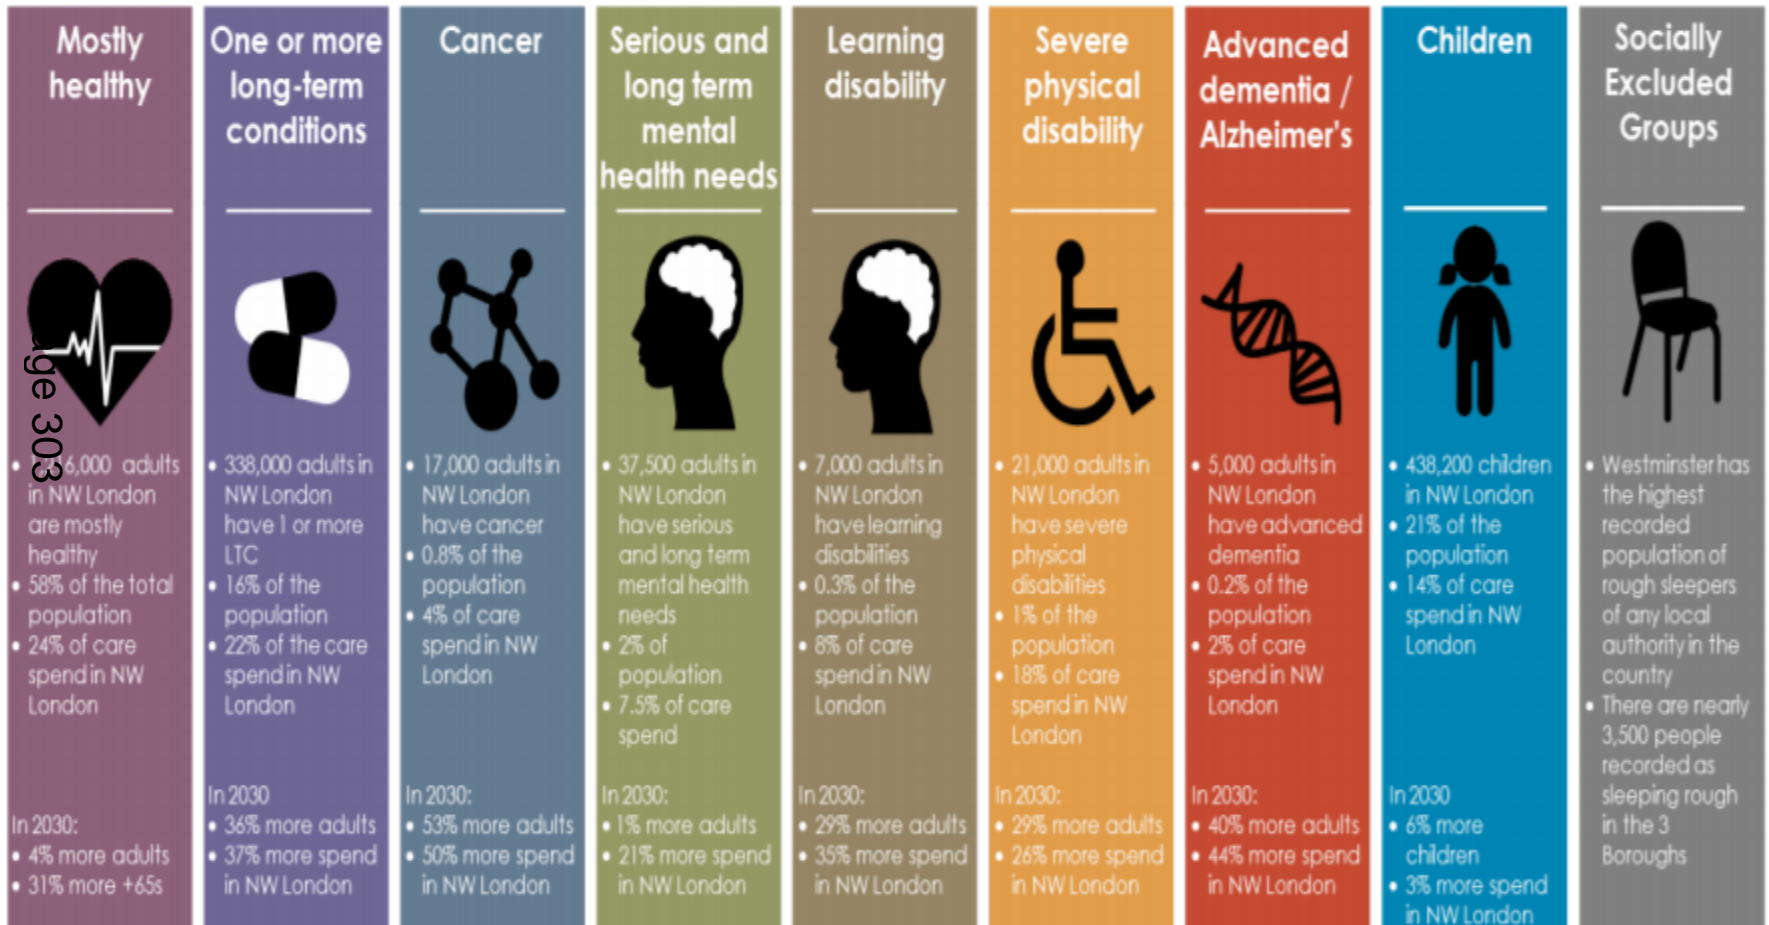 Mostly
healthy
6,000 adults
in NW London
are mostly
healthy
• 58% of the total
population
• 24% of care
spend in NW
London
In 2030:
• 4% more adults
• 31% more +65s
One or more
long-term
conditions
• 338,000 adults in
NW London
have 1 or more
LTC
• 16% of the
population
• 22% of the care
spend in NW
London
In 2030
• 36% more adults
• 37% more spend
in NW London
Cancer
• 17,000 adults in
NW London
have cancer
• 0.8% of the
population
• 4% of care
spend in NW
London
In 2030:
• 53% more adults
• 50% more spend
in NW London
Serious and
long term
mental
health needs
• 37,500 adults in
NW London
have serious
and long term
mental health
needs
• 2% of
population
• 7.5% of care
spend
In 2030:
• 1% more adults
• 21% more spend
in NW London
Learning
disability
• 7,000 adults in
NW London
have learning
disabilities
• 0.3% of the
population
• 8% of care
spend in NW
London
In 2030:
• 29% more adults
• 35% more spend
in NW London
Severe
physical
disability
• 21,000 adults in
NW London
have severe
physical
disabilities
• 1% of the
population
• 18% of care
spend in NW
London
In 2030:
• 29% more adults
• 26% more spend
in NW London
Advanced
dementia /
Alzheimer's
• 5,000 adults in
NW London
have advanced
dementia
• 0.2% of the
population
• 2% of care
spend in NW
London
In 2030:
• 40% more adults
• 44% more spend
in NW London
Children
• 438,200 children
in NW London
• 21% of the
population
• 14% of care
spend in NW
London
In 2030
• 6% more
children
• 3% more spend
in NW London
Socially
Excluded
Groups
• Westminster has
the highest
recorded
population of
rough sleepers
of any local
authority in the
country
• There are nearly
3,500 people
recorded as
sleeping rough
in the 3
Boroughs
age 303